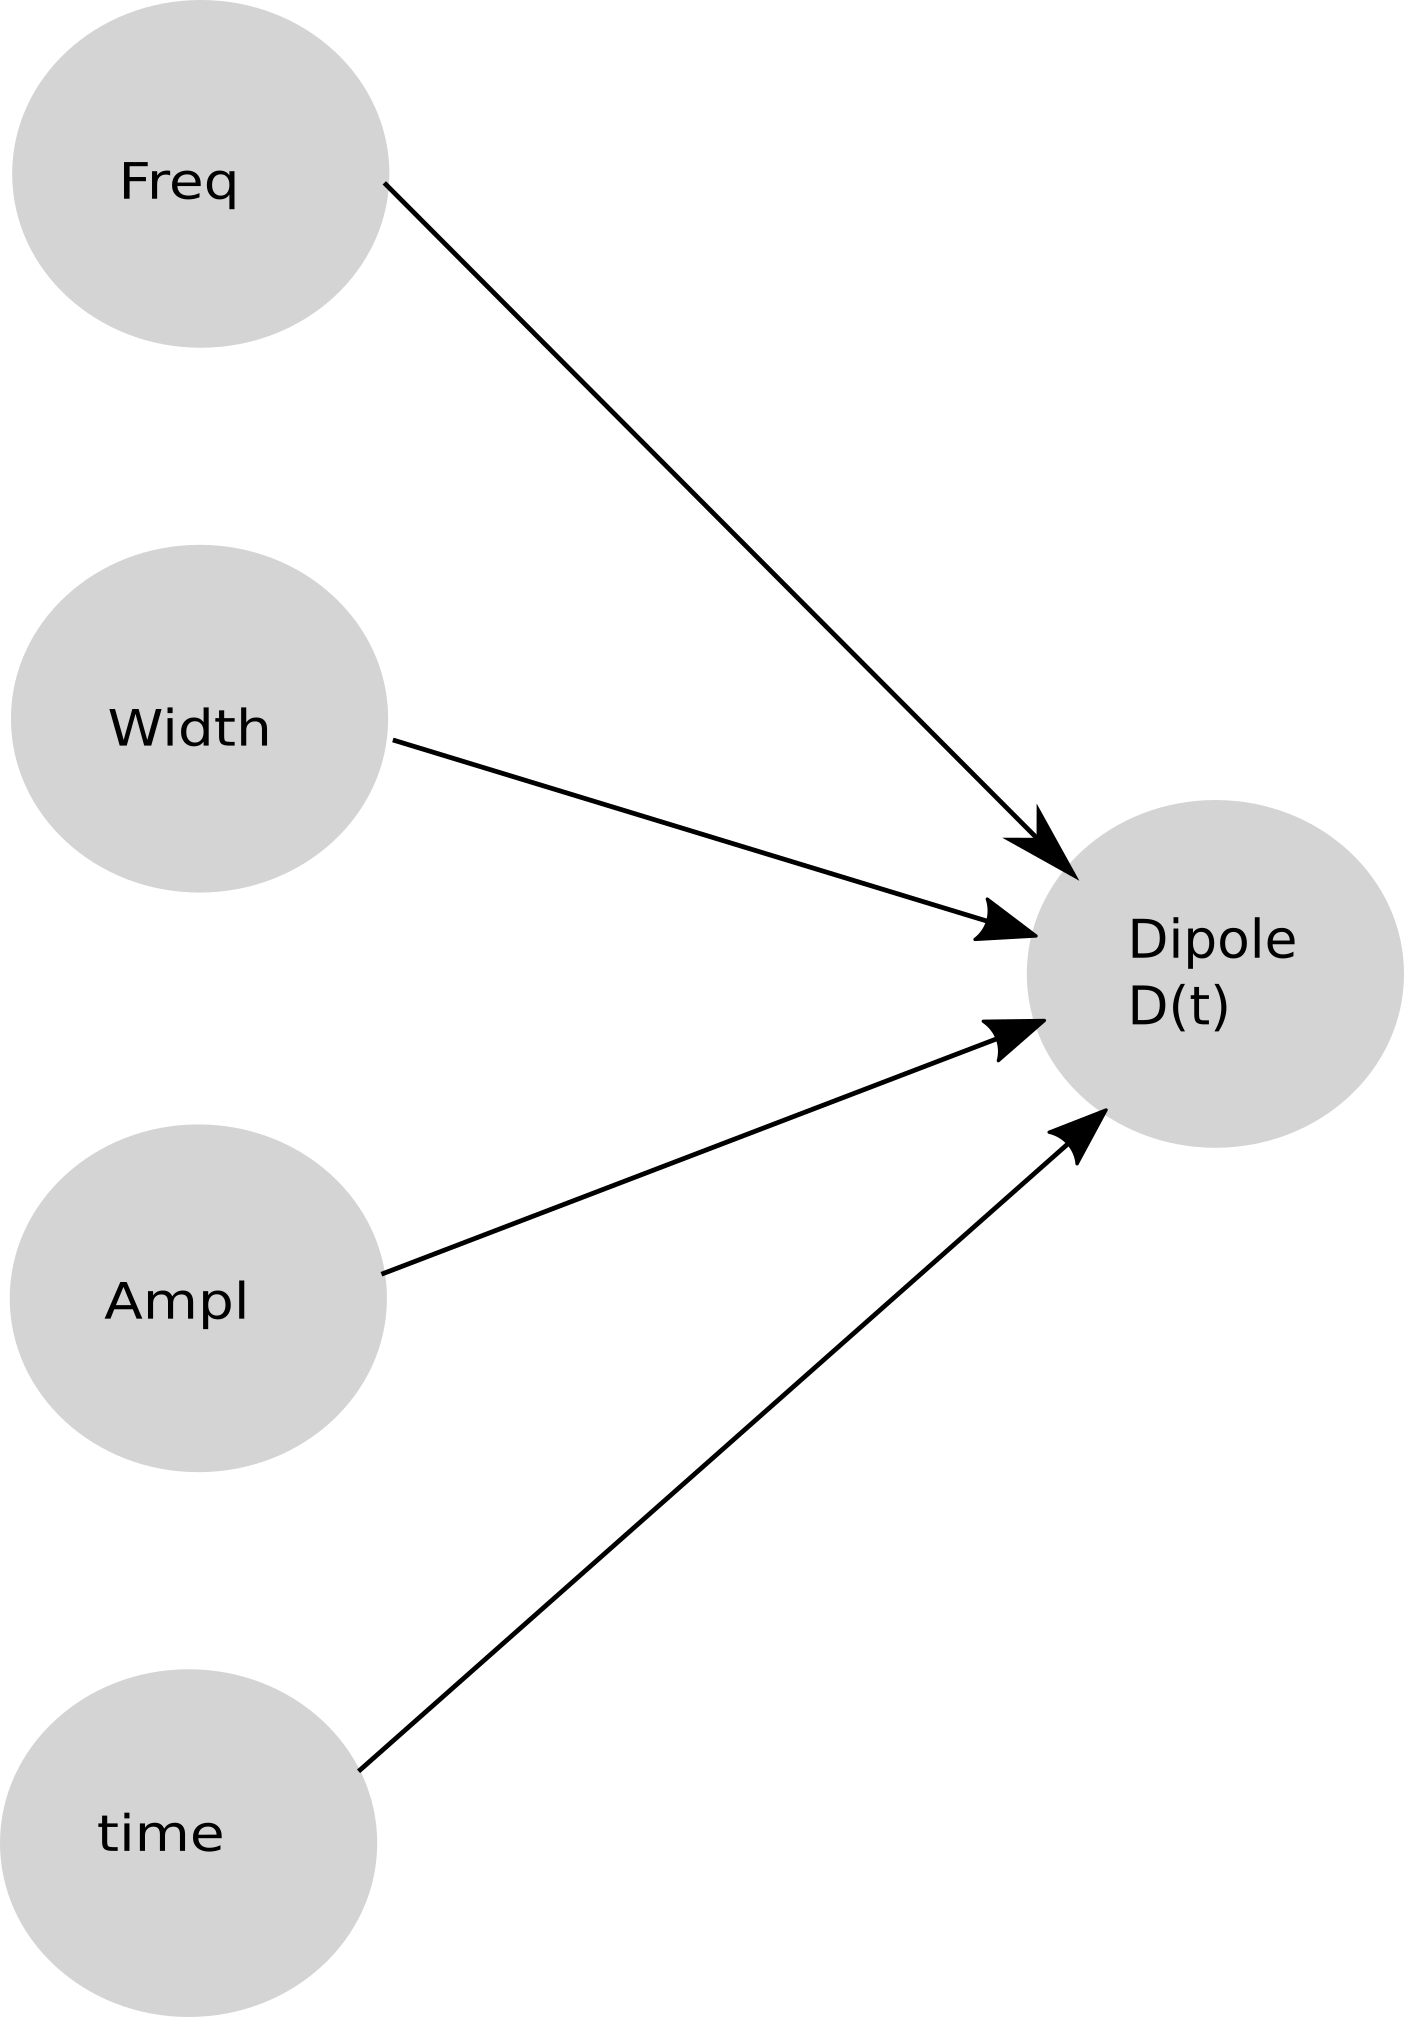 Freq
Width
Dipole
D(t)
Ampl
time